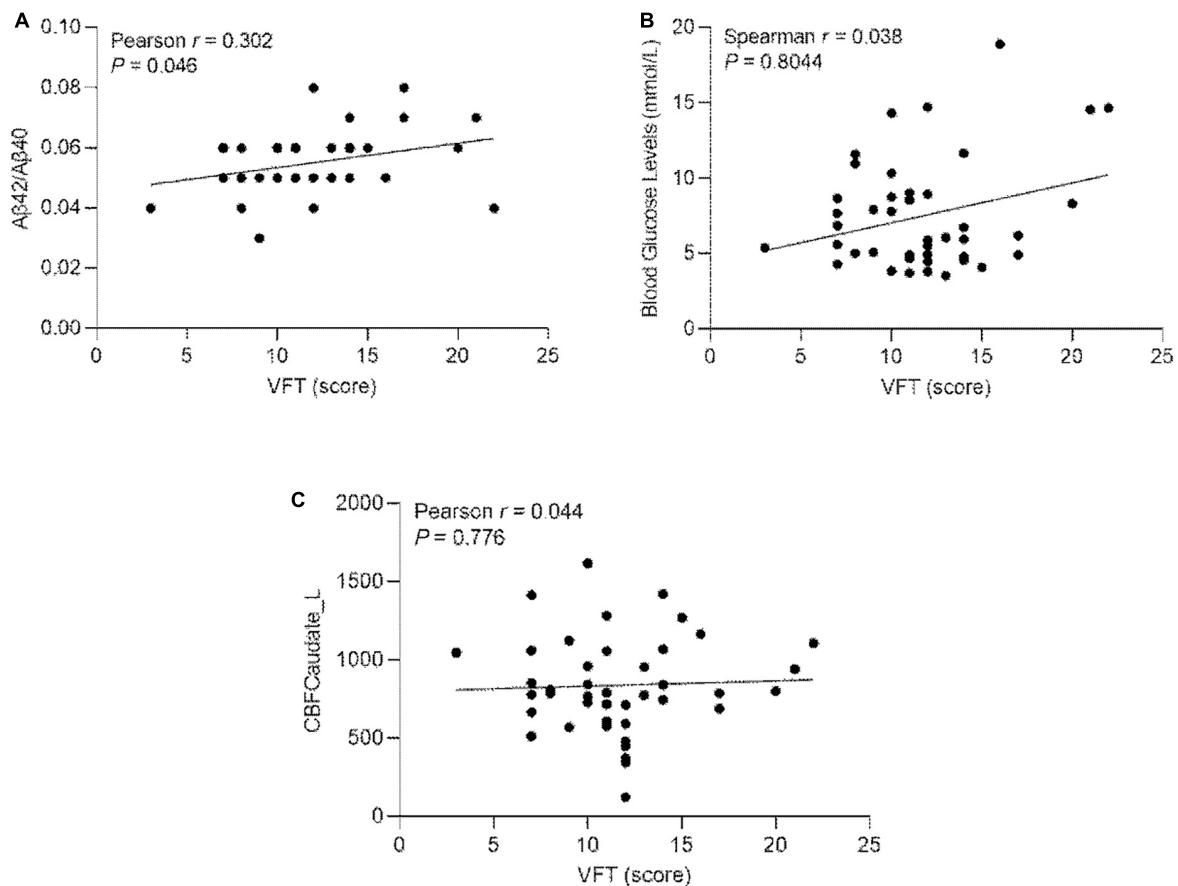 A
Pearson r = 0.302
P = 0.046
0.10
0.08
0.06
0.04
0.02
0.00
Aβ42/Aβ40
0 5 10 15 20 25
VFT (score)
B
Spearman r = 0.038
P = 0.8044
20
15
10
5
0
Blood Glucose Levels (mmol/L)
0 5 10 15 20 25
VFT (score)
C
Pearson r = 0.044
P = 0.776
2000
1500
1000
500
0
CBFCaudate_L
0 5 10 15 20 25
VFT (score)